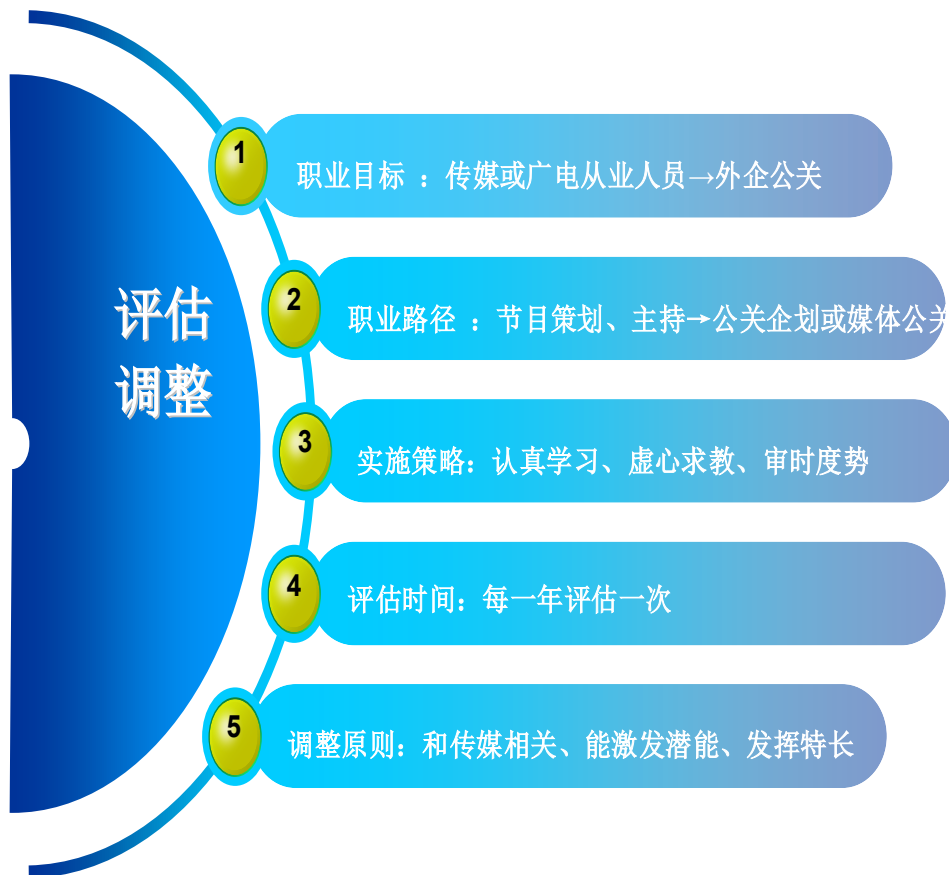 评估
调整
1
职业目标 ：传媒或广电从业人员→外企公关
2
职业路径 ：节目策划、主持→公关企划或媒体公关
3
实施策略：认真学习、虚心求教、审时度势
4
评估时间：每一年评估一次
5
调整原则：和传媒相关、能激发潜能、发挥特长